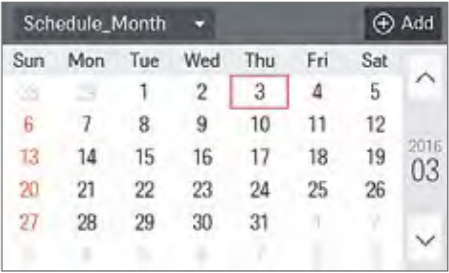 Schedule_Month Add
Sun Mon Tue Wed Thu Fri Sat
1 2 3 4 5
6 7 8 9 10 11 12
2016
13 14 15 16 17 18 19
03
20 21 22 23 24 25 26
27 28 29 30 31